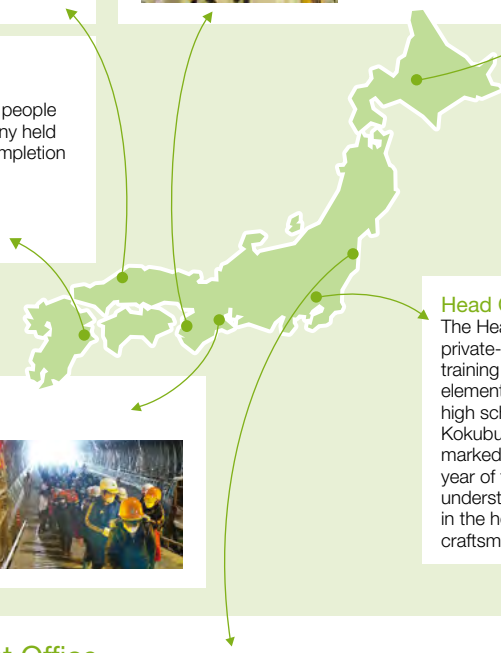 people
ny held
mpletion
Head
The Hea
private-
training
element
high sch
Kokubu
marked
year of
underst
in the h
craftsm
t Office